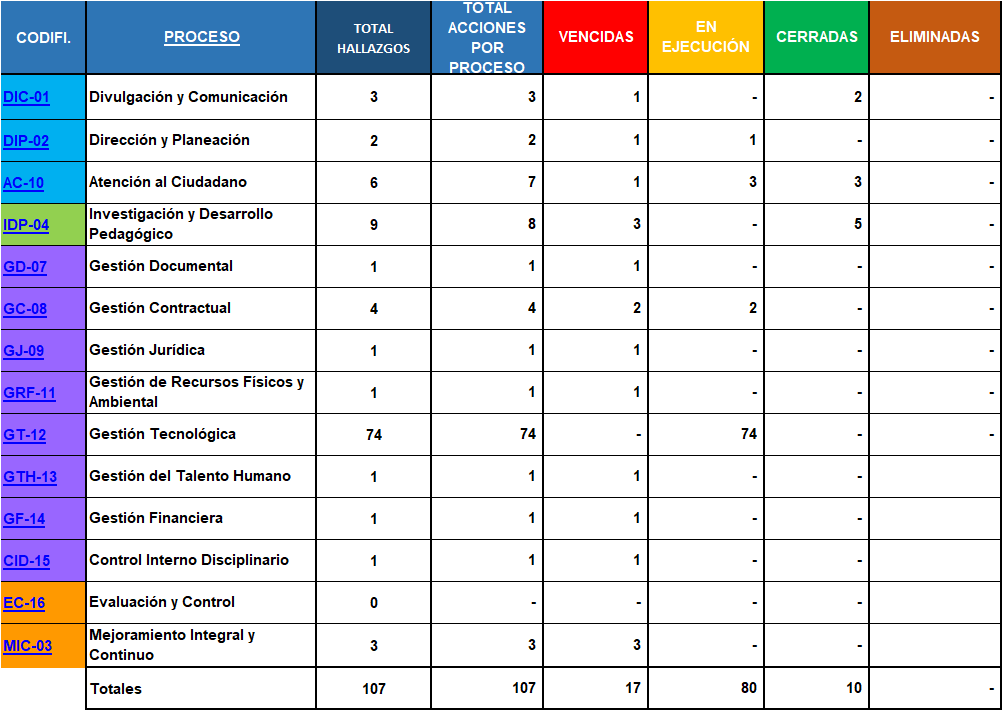 CODIFI. PROCESO TOTAL HALLAZGOS TOTAL ACCIONES POR PROCESO VENCIDAS EN EJECUCIÓN CERRADAS ELIMINADAS
DIC-01 Divulgación y Comunicación 3 3 1 - 2 -
DIP-02 Dirección y Planeación 2 2 1 1 - -
AC-10 Atención al Ciudadano 6 7 1 3 3 -
IDP-04 Investigación y Desarrollo Pedagógico 9 8 3 - 5 -
GD-07 Gestión Documental 1 1 1 - - -
GC-08 Gestión Contractual 4 4 2 2 - -
GJ-09 Gestión Jurídica 1 1 1 - - -
GRF-11 Gestión de Recursos Físicos y Ambiental 1 1 1 - - -
GT-12 Gestión Tecnológica 74 74 - 74 - -
GTH-13 Gestión del Talento Humano 1 1 1 - -
GF-14 Gestión Financiera 1 1 1 - -
CID-15 Control Interno Disciplinario 1 1 1 - -
EC-16 Evaluación y Control 0 - - - -
MIC-03 Mejoramiento Integral y Continuo 3 3 3 - -
Totales 107 107 17 80 10 -